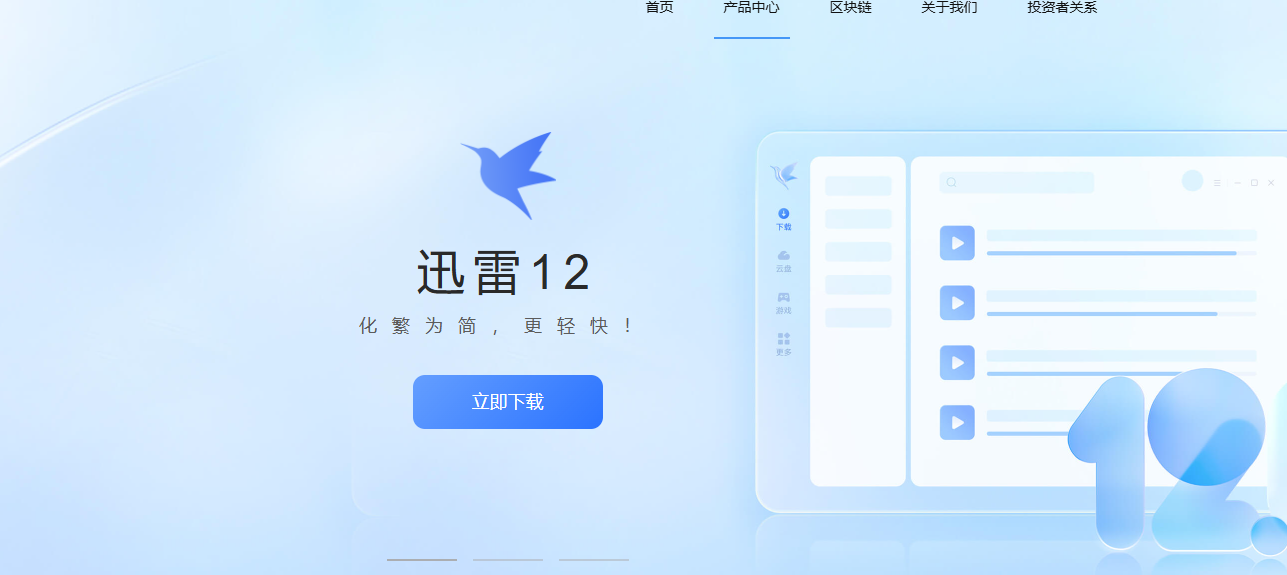 首页 产品中心 区块链 关于我们 投资者关系
迅雷12
化繁为简，更轻快！
立即下载
下载
云盘
游戏
更多
12.